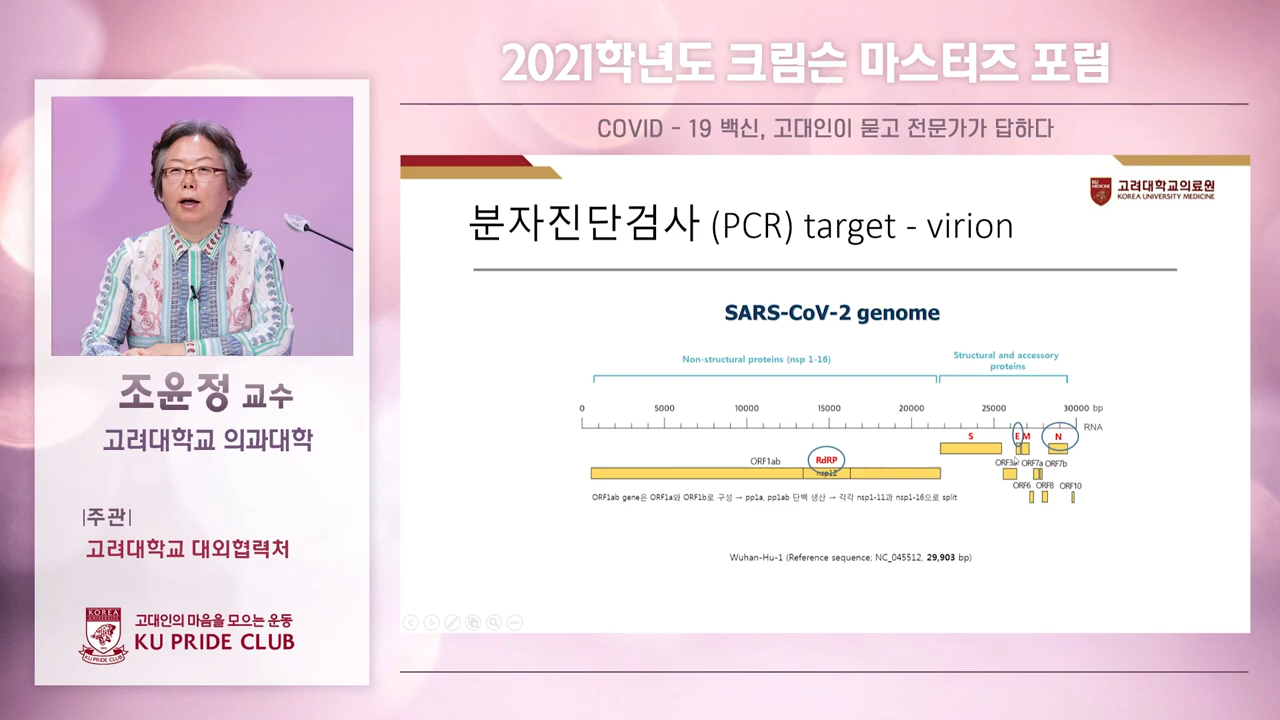 2021학년도 크림슨 마스터즈 포럼
COVID - 19 백신, 고대인이 묻고 전문가가 답하다
조윤정 교수
고려대학교 의과대학
|주관|
고려대학교 대외협력처
KOREA
UNIVERSITY
KU PRIDE CLUB
고대인의 마음을 모으는 운동
KU PRIDE CLUB
KU
MEDICINE
고려대학교의료원
KOREA UNIVERSITY MEDICINE
분자진단검사 (PCR) target - virion
SARS-CoV-2 genome
Non-structural proteins (nsp 1-16)
Structural and accessory
proteins
0 5000 10000 15000 20000 25000 30000 bp
RNA
S E M N
ORF1ab RdRP
nsp12
ORF3a ORF7a ORF7b
ORF6 ORF8 ORF10
ORF1ab gene은 ORF1a와 ORF1b로 구성 → pp1a, pp1ab 단백 생산 → 각각 nsp1-11과 nsp1-16으로 split
Wuhan-Hu-1 (Reference sequence; NC_045512, 29,903 bp)